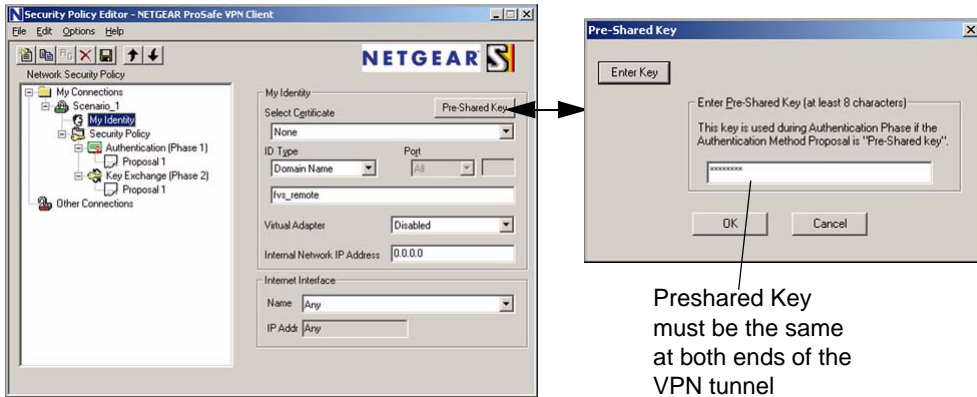 Security Policy Editor - NETGEAR ProSafe VPN Client
File Edit Options Help
NETGEAR
Network Security Policy
My Connections
Scenario_1
My Identity
Security Policy
Authentication (Phase 1)
Proposal 1
Key Exchange (Phase 2)
Proposal 1
Other Connections
My Identity
Select Certificate
Pre-Shared Key
None
ID Type Port
Domain Name All
fvs_remote
Virtual Adapter Disabled
Internal Network IP Address 0.0.0.0
Internet Interface
Name Any
IP Addr Any
Pre-Shared Key
Enter Key
Enter Pre-Shared Key (at least 8 characters)
This key is used during Authentication Phase if the
Authentication Method Proposal is "Pre-Shared key".
********
OK Cancel
Preshared Key
must be the same
at both ends of the
VPN tunnel